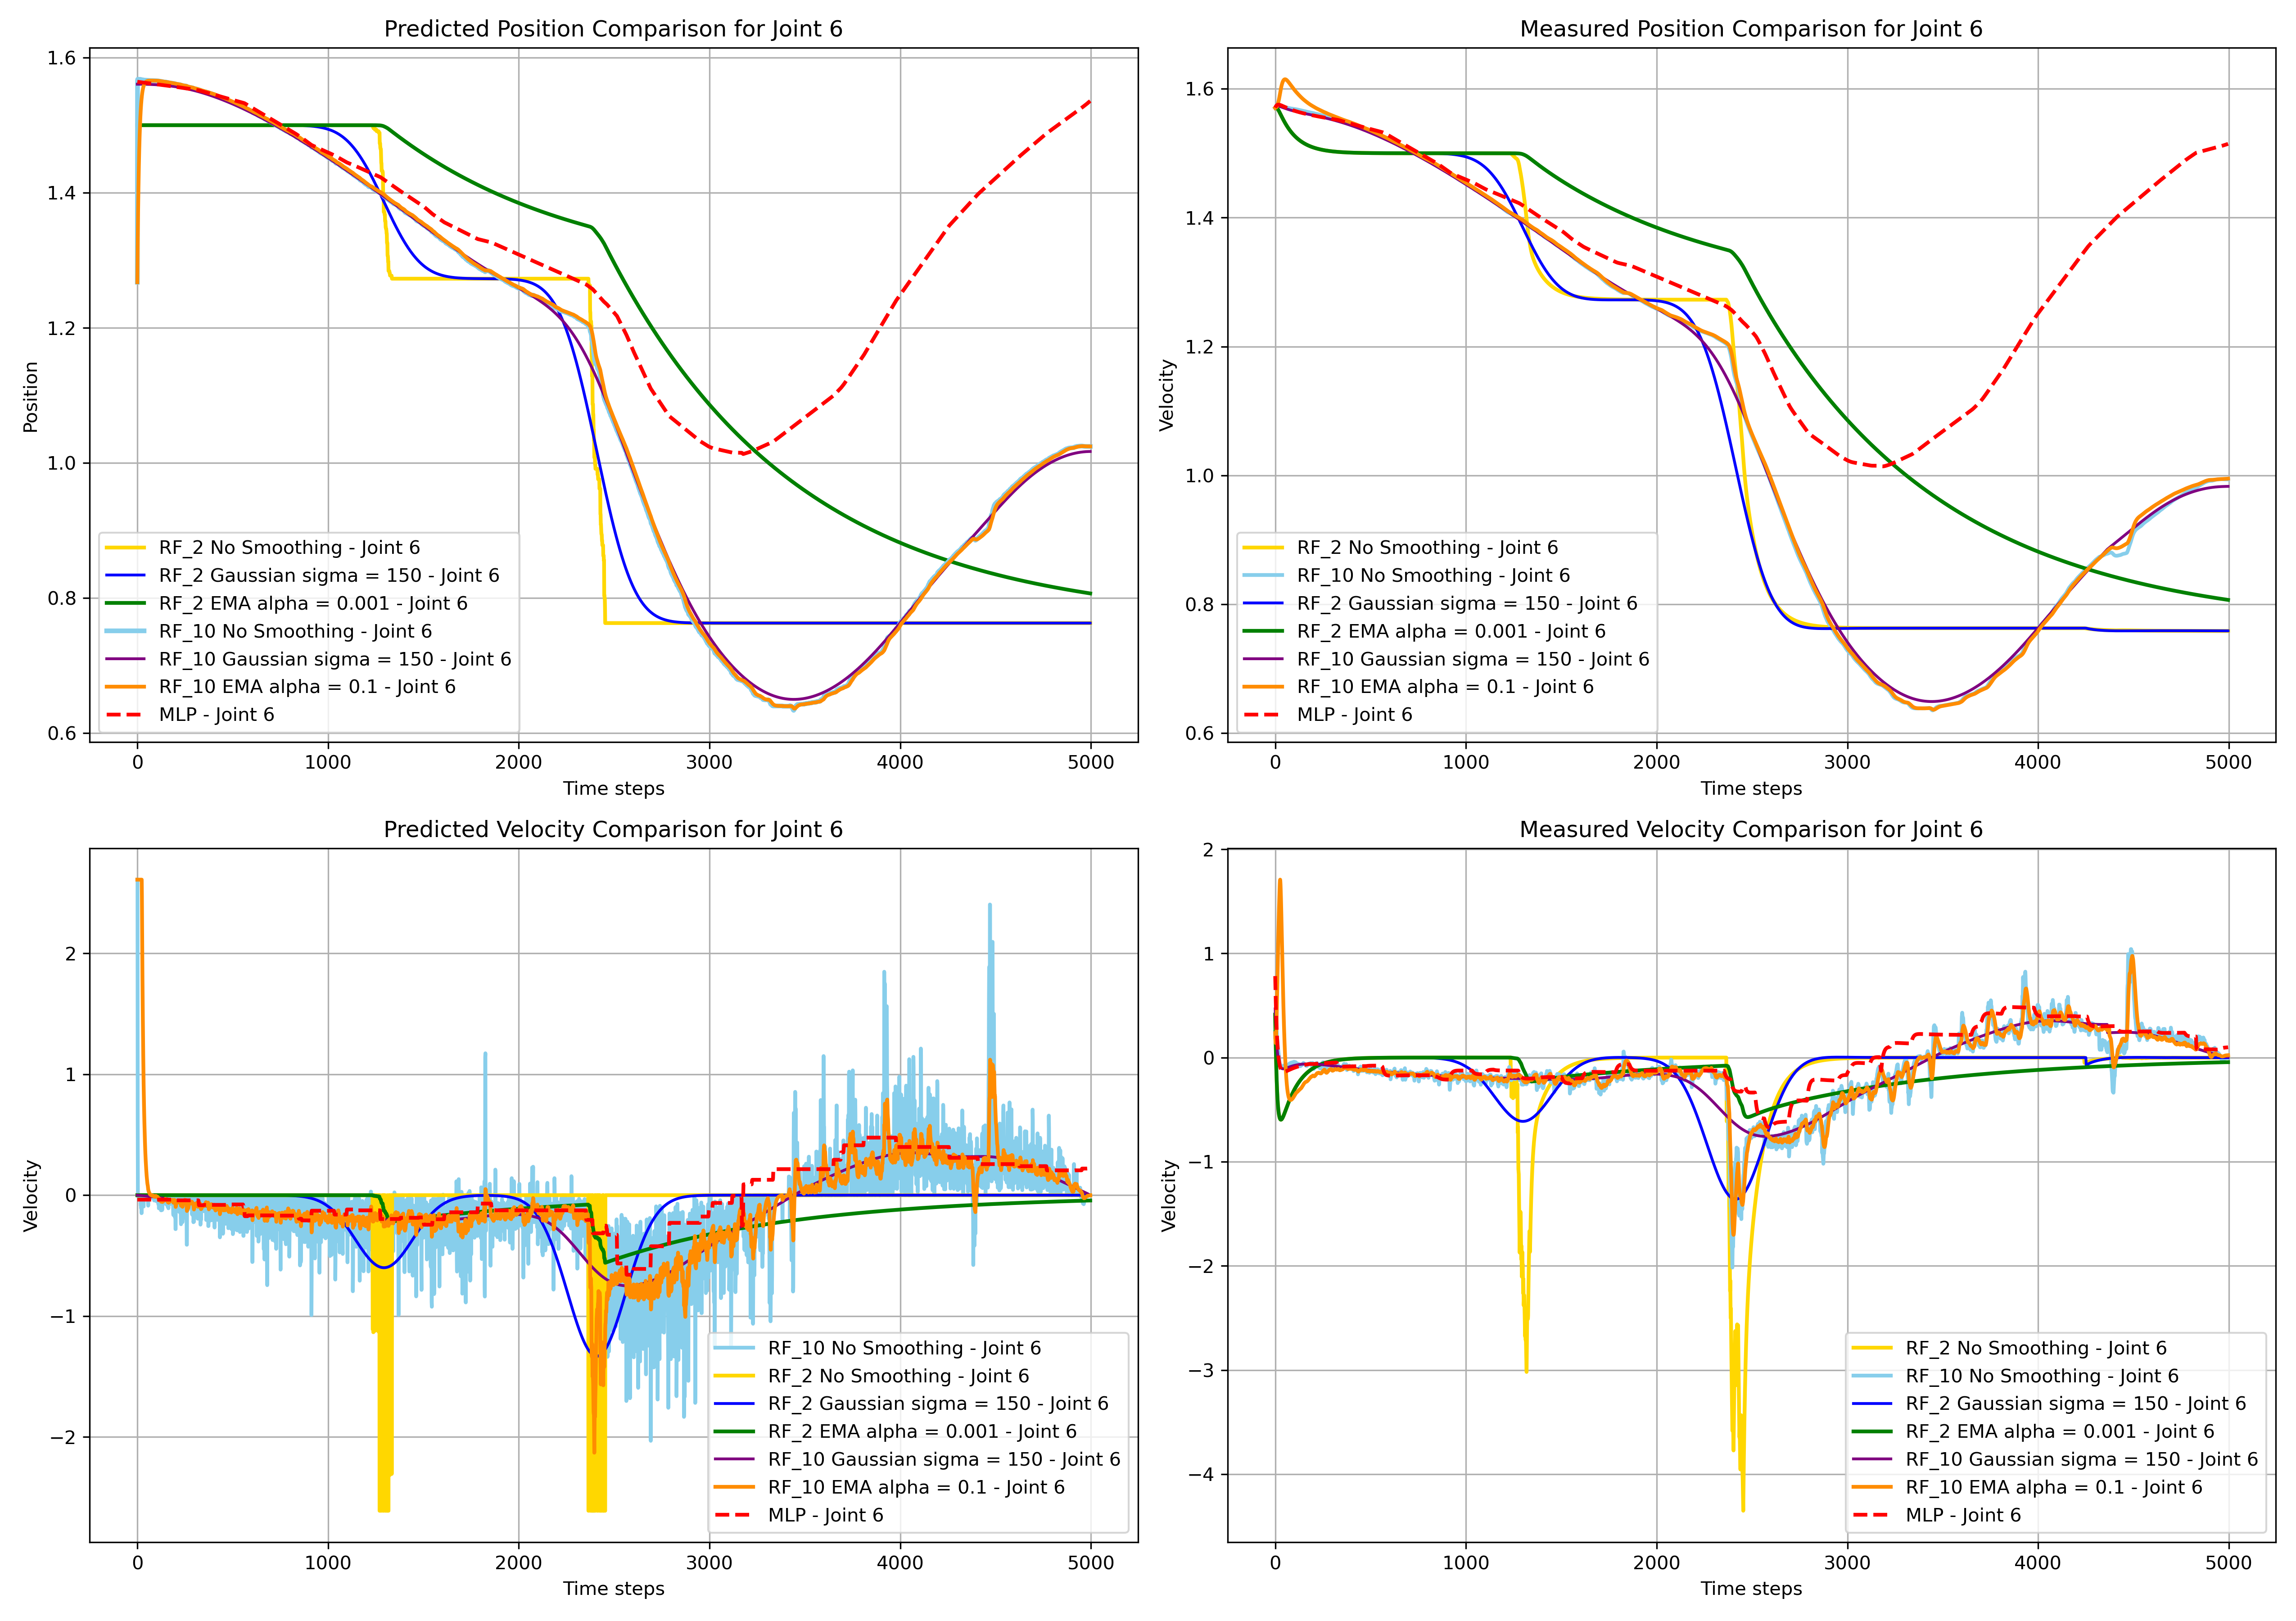 Predicted Position Comparison for Joint 6
Position
1.6
1.4
1.2
1.0
0.8
0.6
RF_2 No Smoothing - Joint 6
RF_2 Gaussian sigma = 150 - Joint 6
RF_2 EMA alpha = 0.001 - Joint 6
RF_10 No Smoothing - Joint 6
RF_10 Gaussian sigma = 150 - Joint 6
RF_10 EMA alpha = 0.1 - Joint 6
MLP - Joint 6
0 1000 2000 3000 4000 5000
Time steps
Measured Position Comparison for Joint 6
Velocity
1.6
1.4
1.2
1.0
0.8
0.6
RF_2 No Smoothing - Joint 6
RF_10 No Smoothing - Joint 6
RF_2 Gaussian sigma = 150 - Joint 6
RF_2 EMA alpha = 0.001 - Joint 6
RF_10 Gaussian sigma = 150 - Joint 6
RF_10 EMA alpha = 0.1 - Joint 6
MLP - Joint 6
0 1000 2000 3000 4000 5000
Time steps
Predicted Velocity Comparison for Joint 6
Velocity
2
1
0
−1
−2
RF_10 No Smoothing - Joint 6
RF_2 No Smoothing - Joint 6
RF_2 Gaussian sigma = 150 - Joint 6
RF_2 EMA alpha = 0.001 - Joint 6
RF_10 Gaussian sigma = 150 - Joint 6
RF_10 EMA alpha = 0.1 - Joint 6
MLP - Joint 6
0 1000 2000 3000 4000 5000
Time steps
Measured Velocity Comparison for Joint 6
Velocity
2
1
0
−1
−2
−3
−4
RF_2 No Smoothing - Joint 6
RF_10 No Smoothing - Joint 6
RF_2 Gaussian sigma = 150 - Joint 6
RF_2 EMA alpha = 0.001 - Joint 6
RF_10 Gaussian sigma = 150 - Joint 6
RF_10 EMA alpha = 0.1 - Joint 6
MLP - Joint 6
0 1000 2000 3000 4000 5000
Time steps